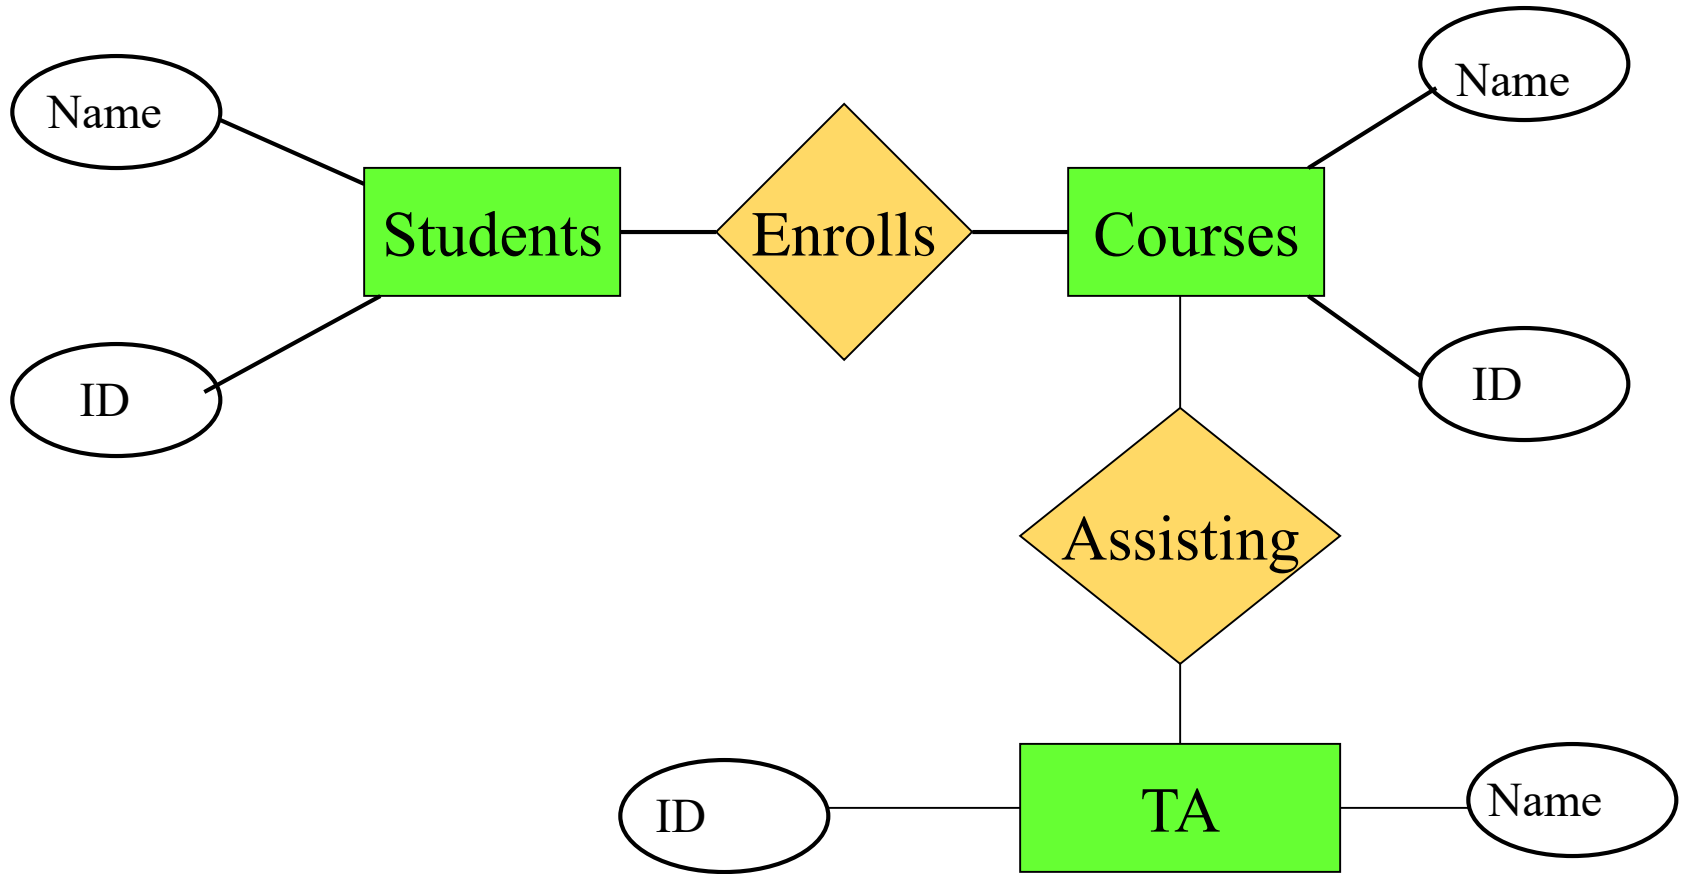 Name
Name
Students
Enrolls
Courses
ID
ID
Assisting
ID
TA
Name